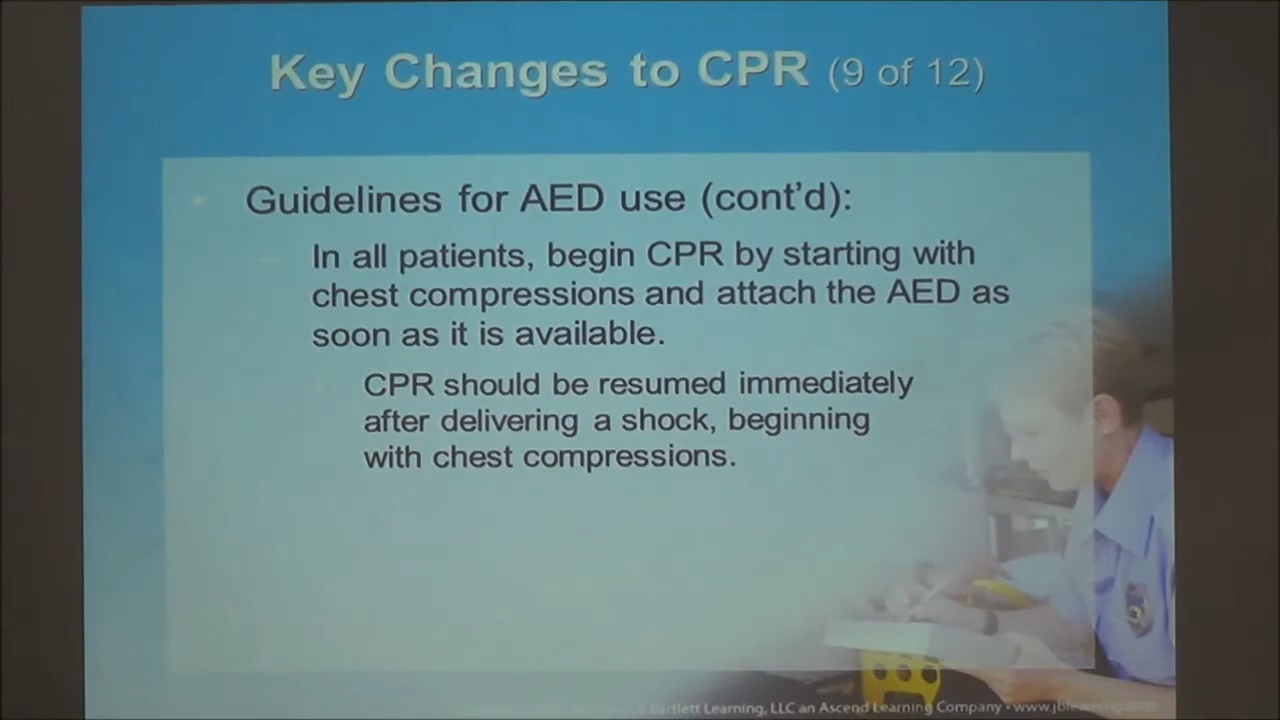 Key Changes to CPR (9 of 12)
Guidelines for AED use (cont'd):
In all patients, begin CPR by starting with
chest compressions and attach the AED as
soon as it is available.
CPR should be resumed immediately
after delivering a shock, beginning
with chest compressions.
Bartlett Learning, LLC an Ascend Learning Company • www.jblearning.com